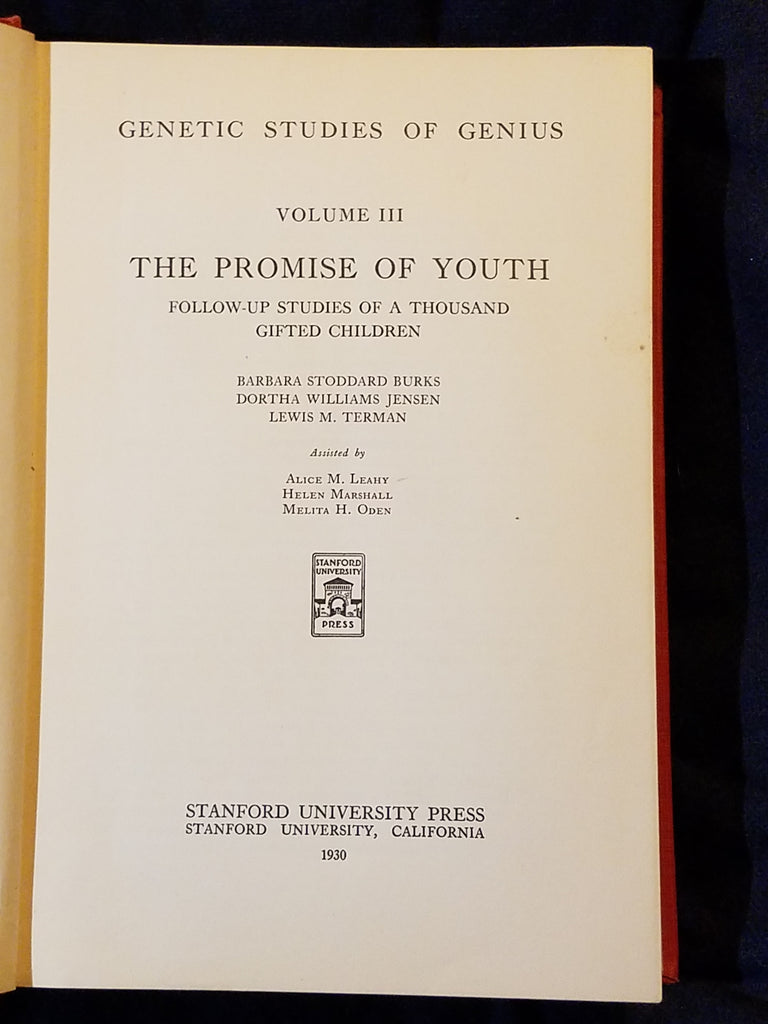 GENETIC STUDIES OF GENIUS
VOLUME III
THE PROMISE OF YOUTH
FOLLOW-UP STUDIES OF A THOUSAND
GIFTED CHILDREN
BARBARA STODDARD BURKS
DORTHA WILLIAMS JENSEN
LEWIS M. TERMAN
Assisted by
ALICE M. LEAHY
HELEN MARSHALL
MELITA H. ODEN
STANFORD
UNIVERSITY
PRESS
STANFORD UNIVERSITY PRESS
STANFORD UNIVERSITY, CALIFORNIA
1930